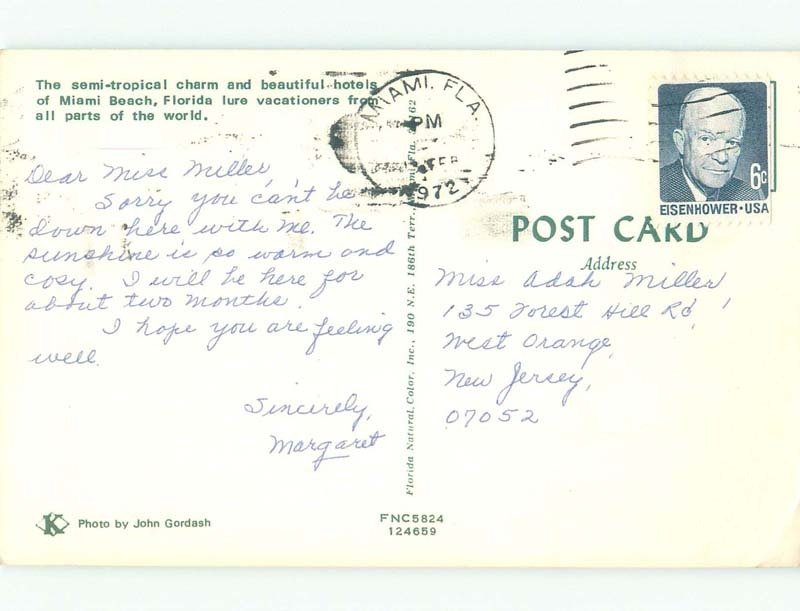 The semi-tropical charm and beautiful hotels
of Miami Beach, Florida lure vacationers from
all parts of the world.
MIAMI, FLA.
PM
FEB
1972
6c
EISENHOWER·USA
POST CARD
Address
Dear Miss Miller,
Sorry you can't be
down here with me. The
sunshine is so warm and
cosy. I will be here for
about two months.
I hope you are feeling
well.
Sincerely,
Margaret
Miss Adah Miller
135 Forest Hill Rd,
West Orange,
New Jersey,
07052
Florida Natural Color, Inc., 190 N.E. 186th Terr., Miami, Fla. 62
K
Photo by John Gordash
FNC5824
124659